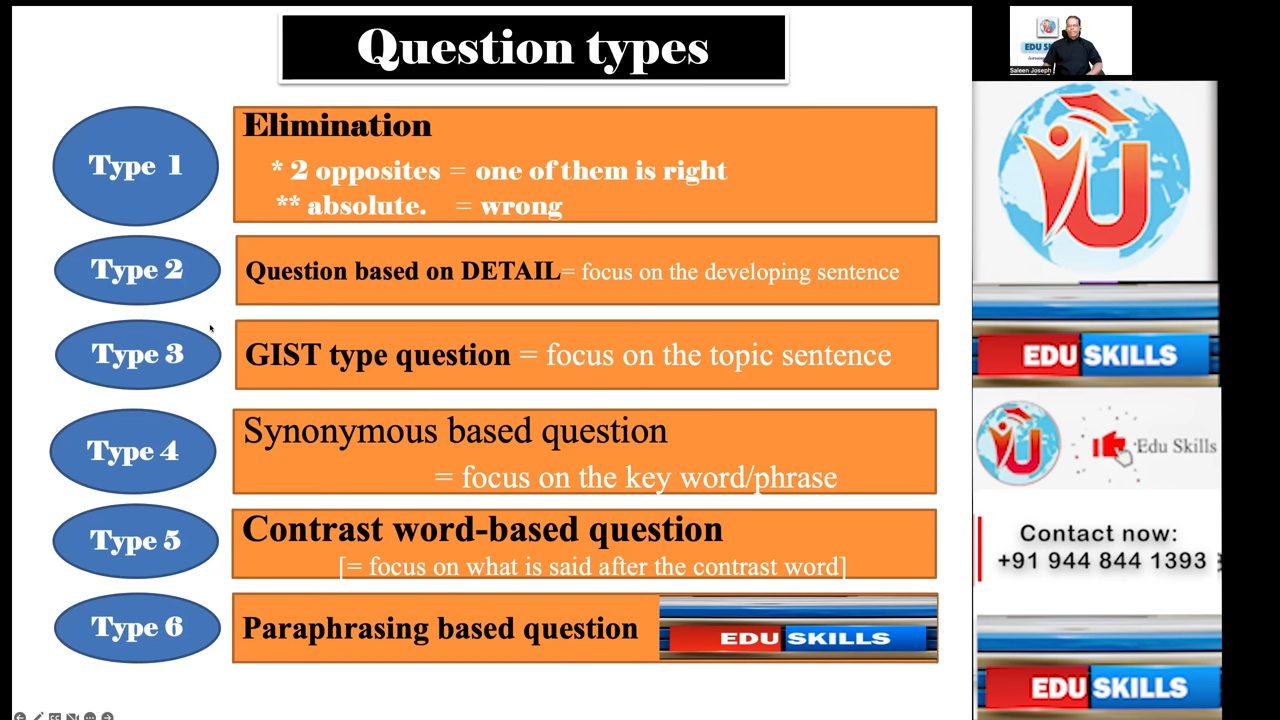 Question types
Type 1
Elimination
* 2 opposites = one of them is right
** absolute. = wrong
Type 2
Question based on DETAIL= focus on the developing sentence
Type 3
GIST type question = focus on the topic sentence
Type 4
Synonymous based question
= focus on the key word/phrase
Type 5
Contrast word-based question
[= focus on what is said after the contrast word]
Type 6
Paraphrasing based question
EDU SKILLS
EDU SK
Saleen Joseph
U
EDU SKILLS
U
Edu Skills
Contact now:
+91 944 844 1393
EDU SKILLS